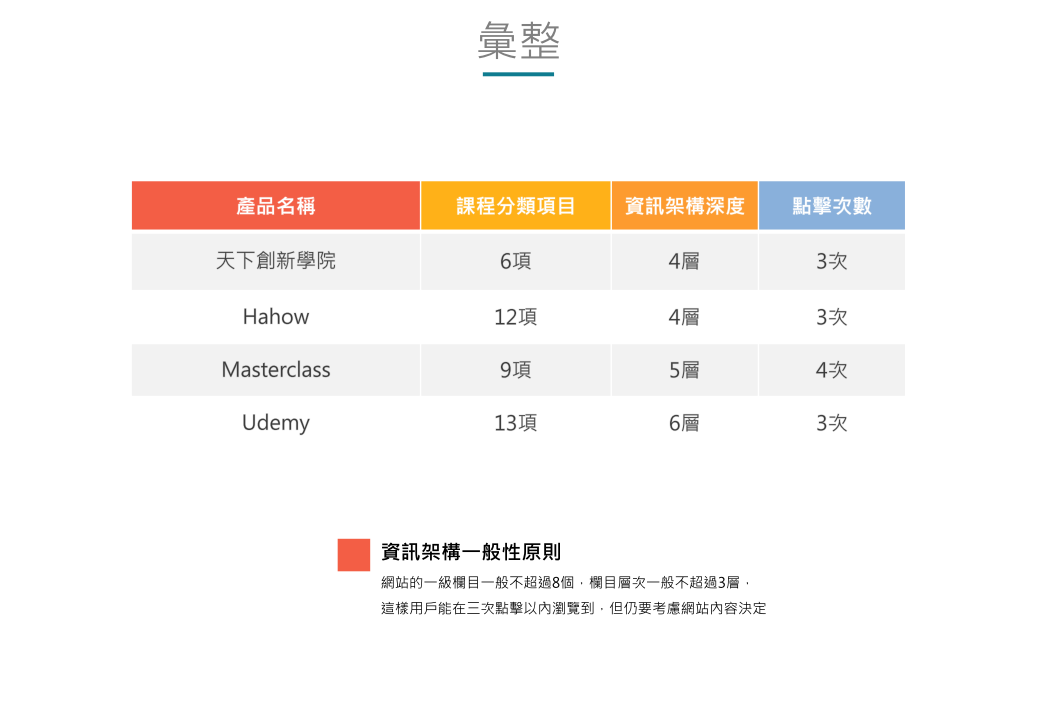 彙整
產品名稱 課程分類項目 資訊架構深度 點擊次數
天下創新學院 6項 4層 3次
Hahow 12項 4層 3次
Masterclass 9項 5層 4次
Udemy 13項 6層 3次
資訊架構一般性原則
網站的一級欄目一般不超過8個，欄目層次一般不超過3層，
這樣用戶能在三次點擊以內瀏覽到，但仍要考慮網站內容決定